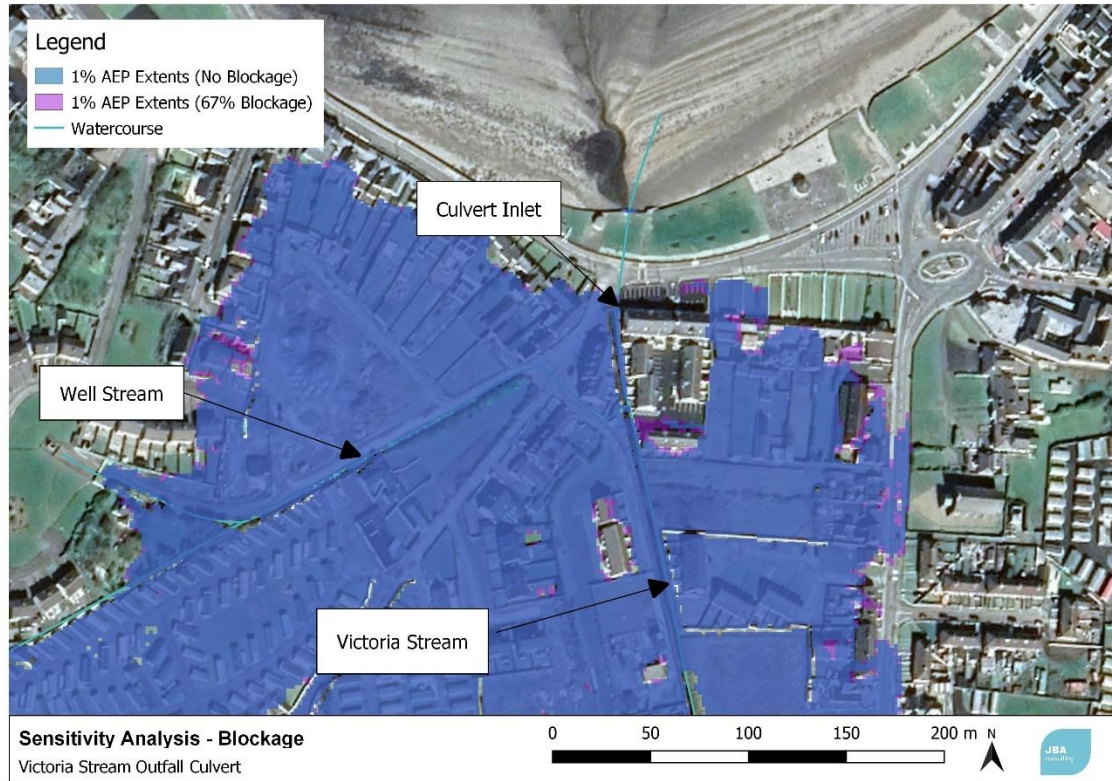 Legend
1% AEP Extents (No Blockage)
1% AEP Extents (67% Blockage)
Watercourse
Culvert Inlet
Well Stream
Victoria Stream
Sensitivity Analysis - Blockage
Victoria Stream Outfall Culvert
0 50 100 150 200 m
JBA
consulting